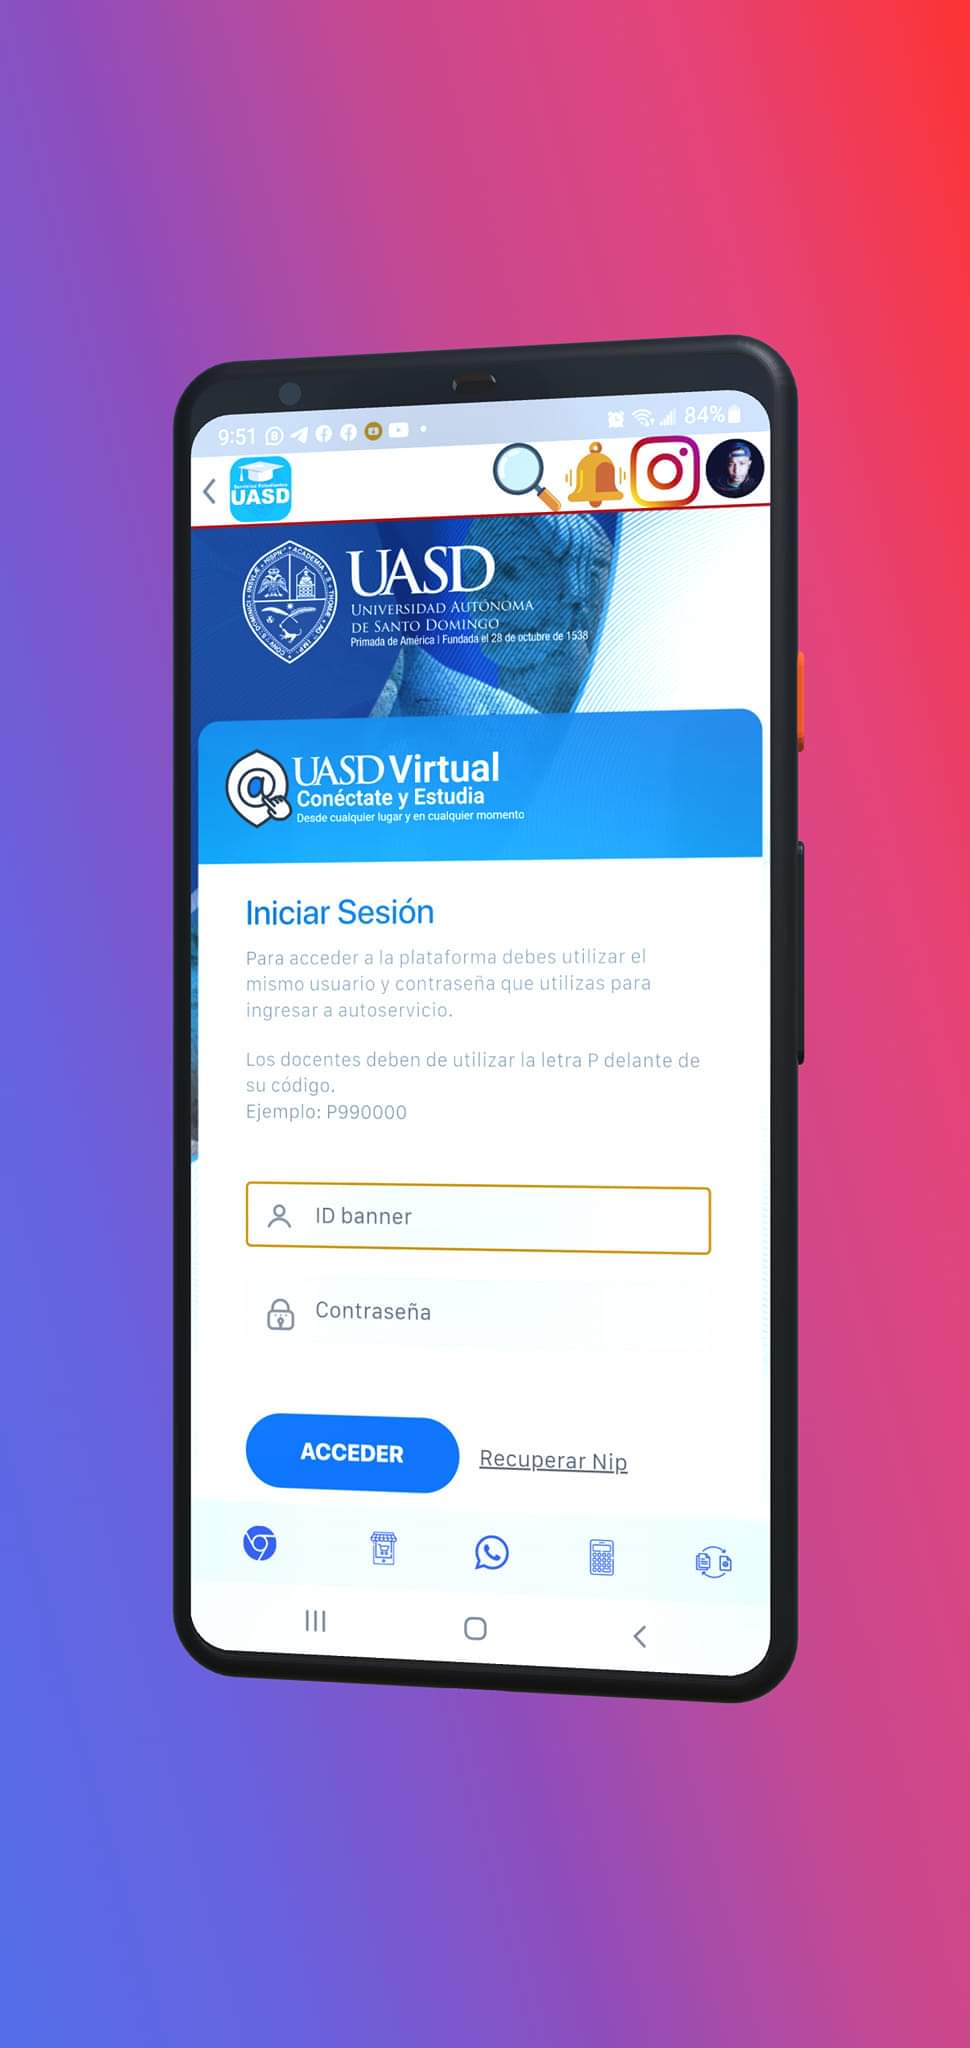 9:51
84%
Servicios Estudiantes
UASD
UASD
UNIVERSIDAD AUTÓNOMA
DE SANTO DOMINGO
Primada de América | Fundada el 28 de octubre de 1538
UASD Virtual
Conéctate y Estudia
Desde cualquier lugar y en cualquier momento
Iniciar Sesión
Para acceder a la plataforma debes utilizar el
mismo usuario y contraseña que utilizas para
ingresar a autoservicio.
Los docentes deben de utilizar la letra P delante de
su código.
Ejemplo: P990000
ID banner
Contraseña
ACCEDER
Recuperar Nip